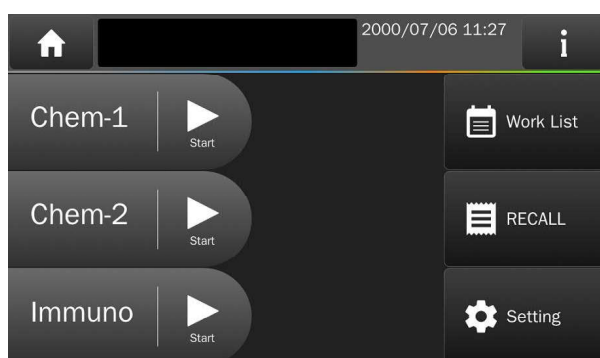 2000/07/06 11:27
Chem-1
Start
Work List
Chem-2
Start
RECALL
Immuno
Start
Setting